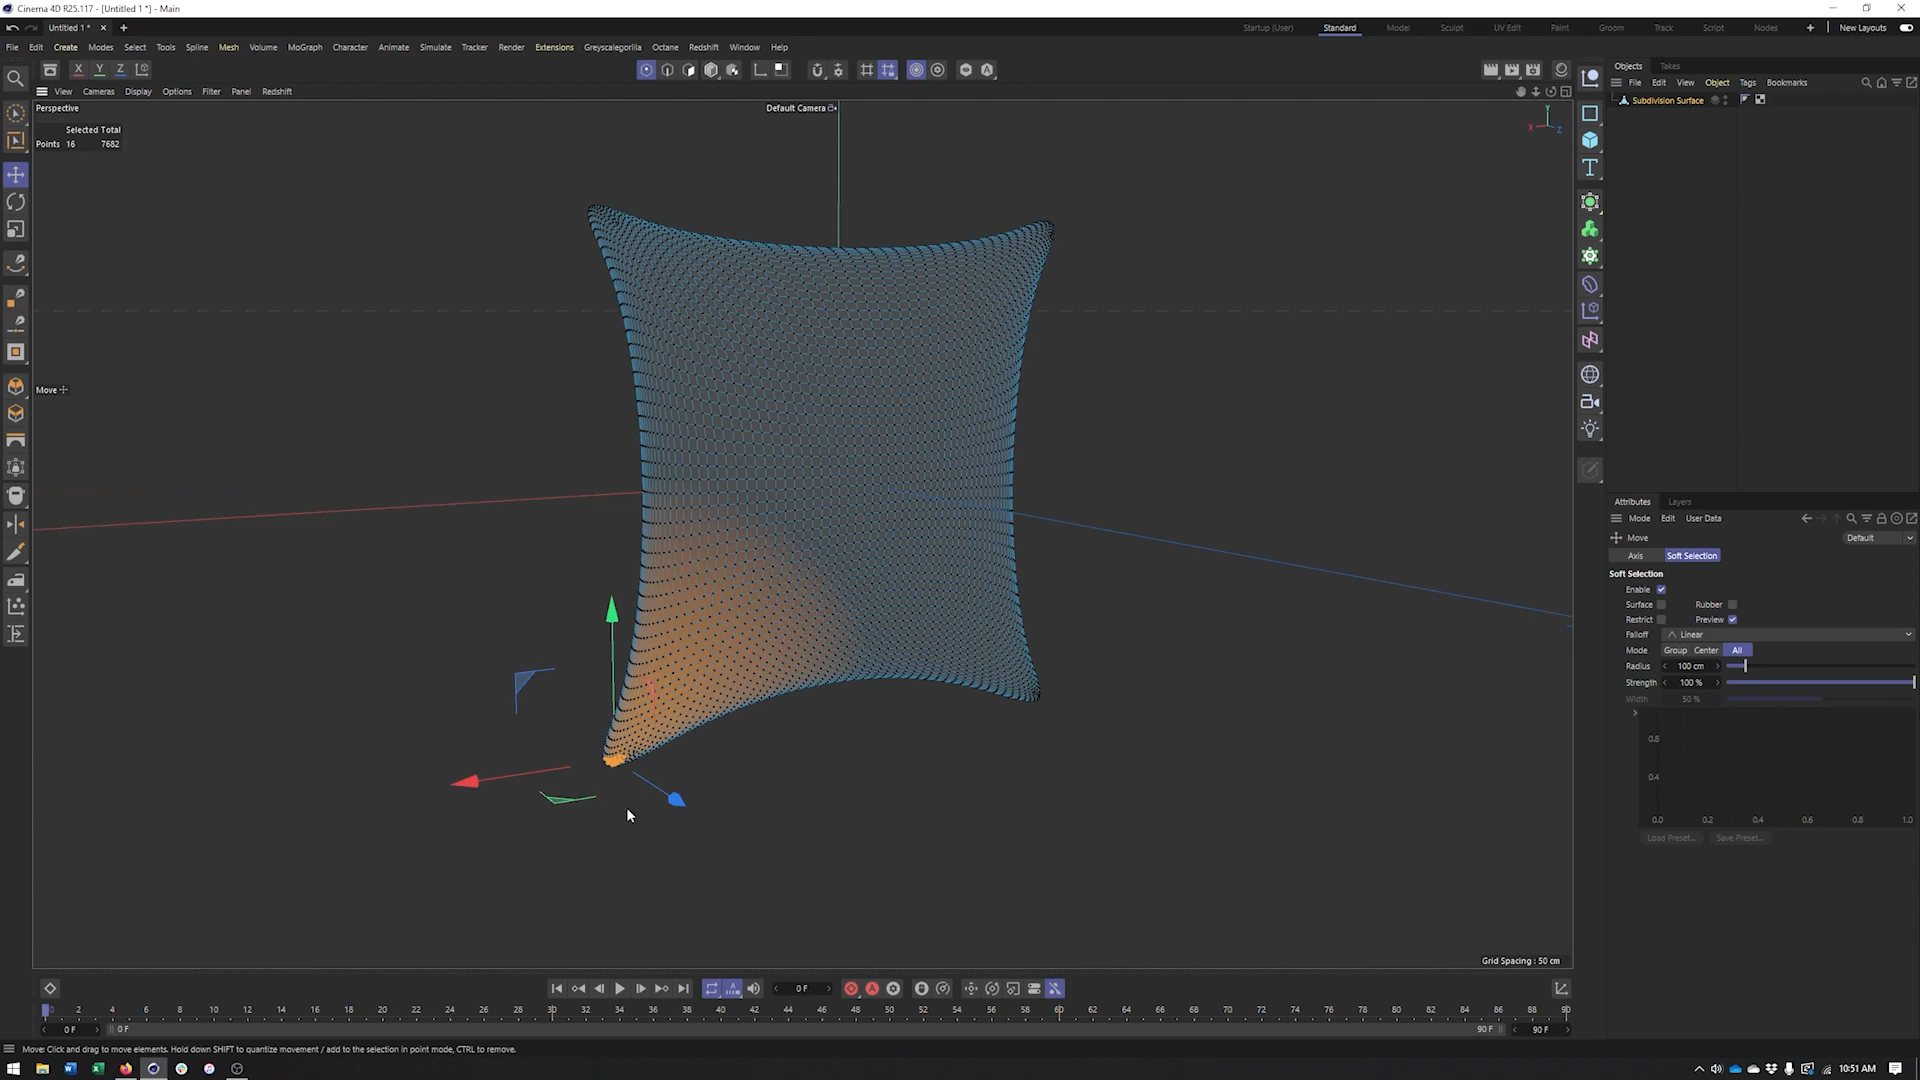 Cinema 4D R25.117 - [Untitled 1 *] - Main
Untitled 1 *
Startup (User) Standard Model Sculpt UV Edit Paint Groom Track Script Nodes New Layouts
File Edit Create Modes Select Tools Spline Mesh Volume MoGraph Character Animate Simulate Tracker Render Extensions Greyscalegorilla Octane Redshift Window Help
X Y Z
View Cameras Display Options Filter Panel Redshift
Perspective
Default Camera
Selected Total
Points 16 7682
Y
X
Z
Move
Grid Spacing : 50 cm
Objects Takes
File Edit View Object Tags Bookmarks
Subdivision Surface
Attributes Layers
Mode Edit User Data
Move
Default
Axis Soft Selection
Soft Selection
Enable
Surface Rubber
Restrict Preview
Falloff Linear
Mode Group Center All
Radius 100 cm
Strength 100 %
Width 50 %
0.8
0.4
0.0 0.2 0.4 0.6 0.8 1.0
Load Preset... Save Preset...
0 F
0 2 4 6 8 10 12 14 16 18 20 22 24 26 28 30 32 34 36 38 40 42 44 46 48 50 52 54 56 58 60 62 64 66 68 70 72 74 76 78 80 82 84 86 88 90
0 F 0 F 90 F 90 F
Move: Click and drag to move elements. Hold down SHIFT to quantize movement / add to the selection in point mode, CTRL to remove.
10:51 AM